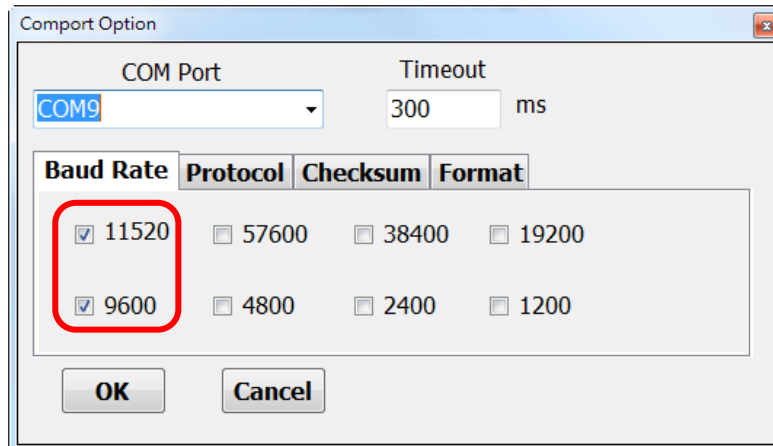 Comport Option
COM Port Timeout
COM9 300 ms
Baud Rate Protocol Checksum Format
11520 57600 38400 19200
9600 4800 2400 1200
OK Cancel